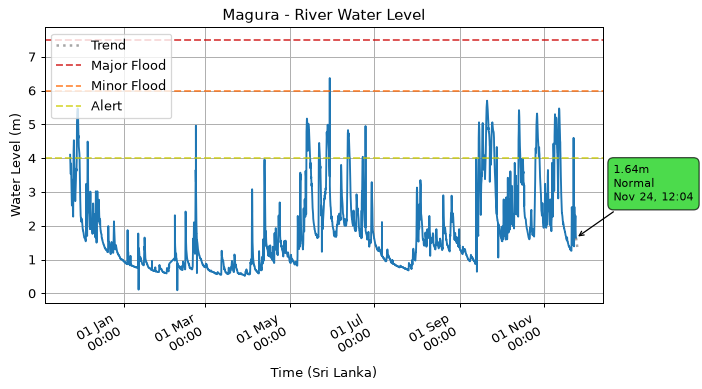 Magura - River Water Level
Trend
Major Flood
Minor Flood
Alert
Water Level (m)
7
6
5
4
3
2
1
0
1.64m
Normal
Nov 24, 12:04
01 Jan
00:00
01 Mar
00:00
01 May
00:00
01 Jul
00:00
01 Sep
00:00
01 Nov
00:00
Time (Sri Lanka)